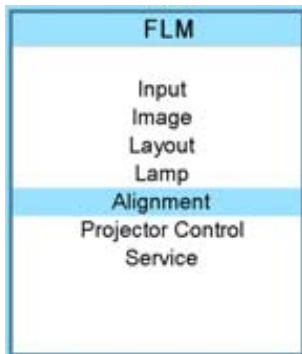 FLM
Input
Image
Layout
Lamp
Alignment
Projector Control
Service